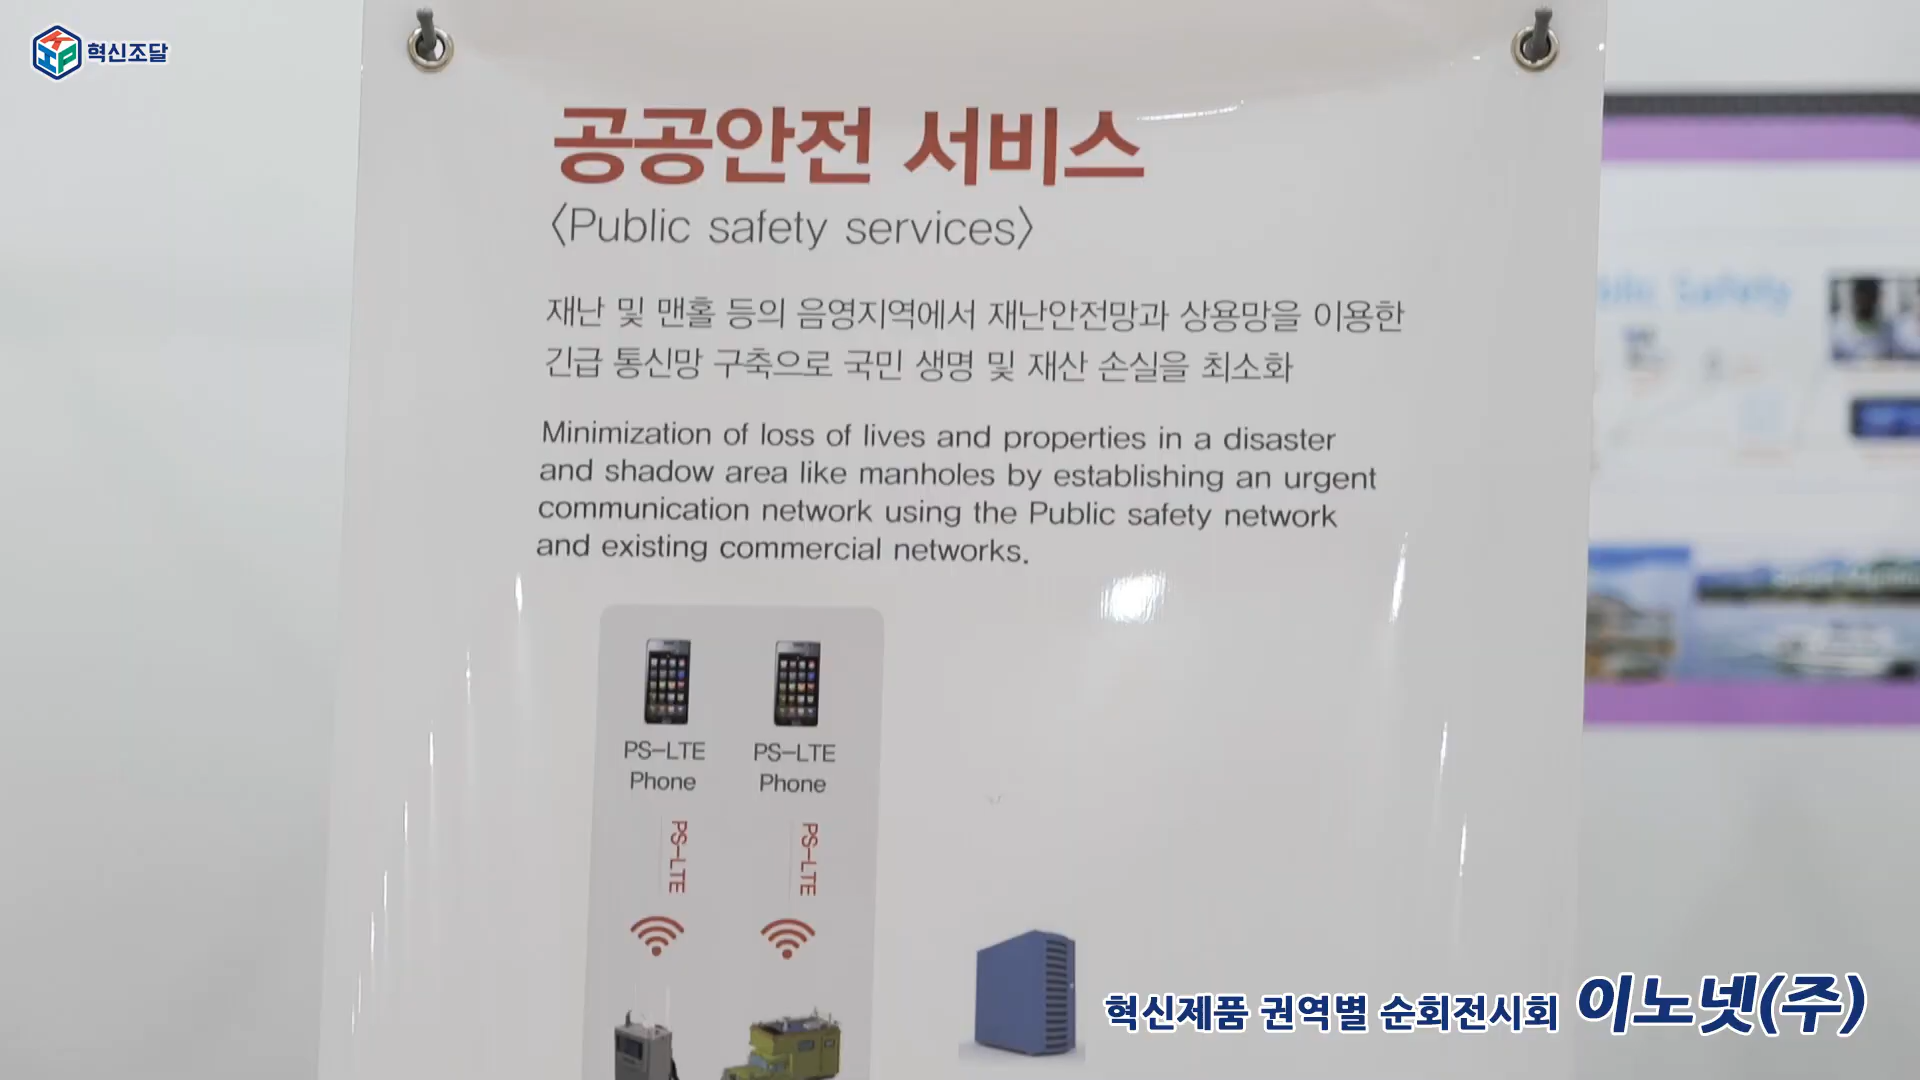 혁신조달
공공안전 서비스
〈Public safety services〉
재난 및 맨홀 등의 음영지역에서 재난안전망과 상용망을 이용한
긴급 통신망 구축으로 국민 생명 및 재산 손실을 최소화
Minimization of loss of lives and properties in a disaster
and shadow area like manholes by establishing an urgent
communication network using the Public safety network
and existing commercial networks.
PS-LTE
Phone
PS-LTE
Phone
PS-LTE
PS-LTE
Safety
혁신제품 권역별 순회전시회 이노넷(주)